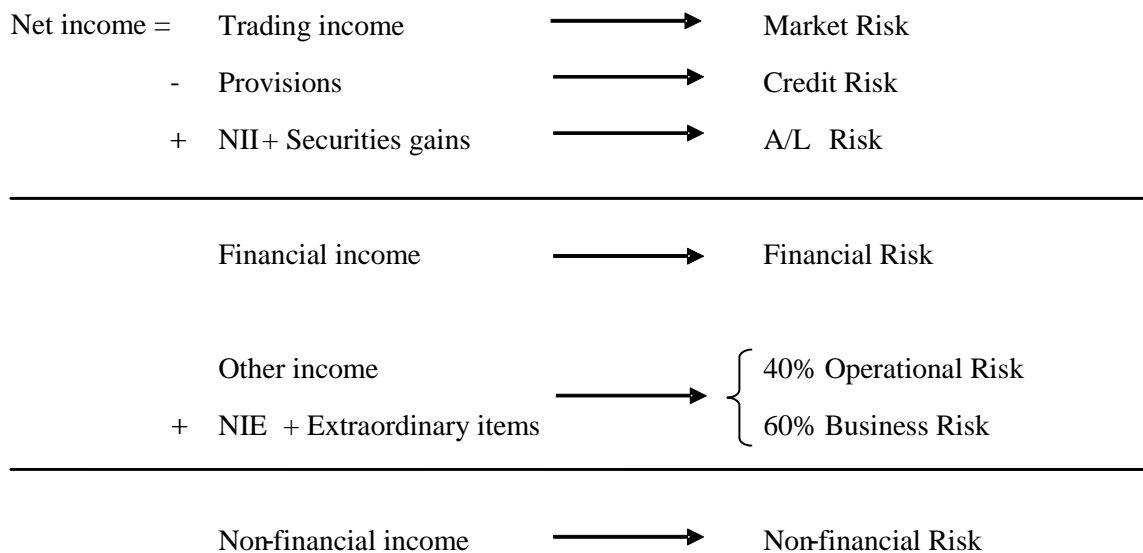 Net income = Trading income Market Risk
- Provisions Credit Risk
+ NII + Securities gains A/L Risk
Financial income Financial Risk
Other income 40% Operational Risk
+ NIE + Extraordinary items 60% Business Risk
Non-financial income Non-financial Risk